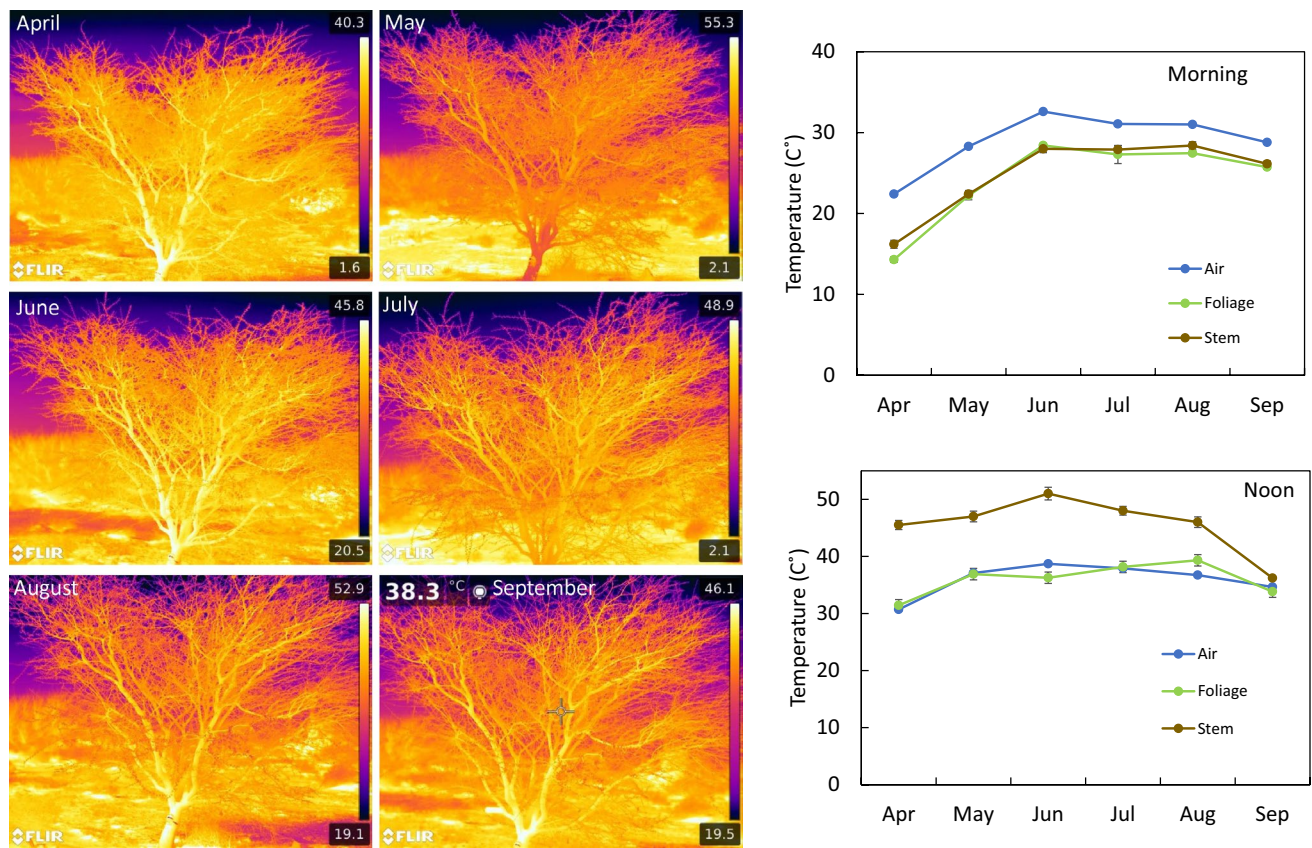 April
40.3
FLIR
1.6
May
55.3
FLIR
2.1
June
45.8
FLIR
20.5
July
48.9
FLIR
2.1
August
52.9
FLIR
19.1
38.3 °C September
46.1
FLIR
19.5
Morning
Temperature (C˚)
40
30
20
10
0
Air
Foliage
Stem
Apr May Jun Jul Aug Sep
Noon
Temperature (C˚)
50
40
30
20
10
0
Air
Foliage
Stem
Apr May Jun Jul Aug Sep